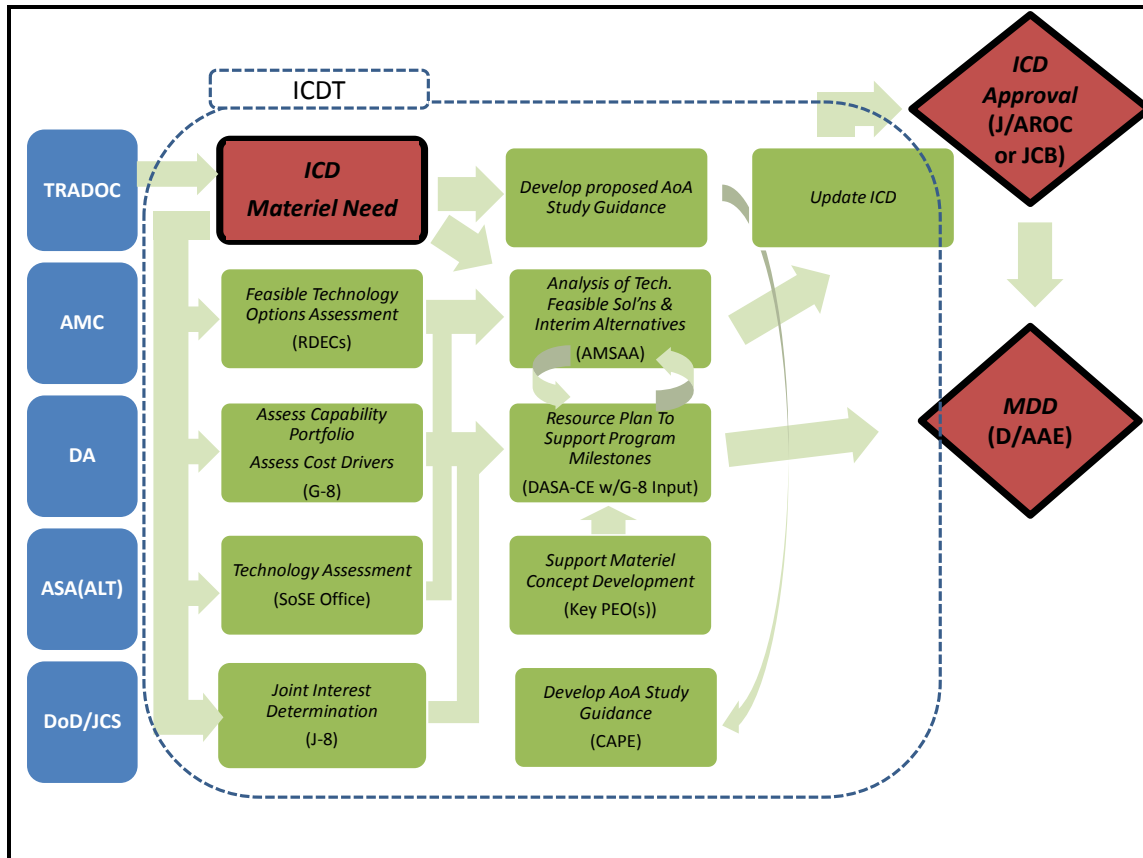 ICDT
TRADOC
ICD
Materiel Need
Develop proposed AoA
Study Guidance
Update ICD
ICD
Approval
(J/AROC
or JCB)
AMC
Feasible Technology
Options Assessment
(RDECs)
Analysis of Tech.
Feasible Sol'ns &
Interim Alternatives
(AMSAA)
DA
Assess Capability
Portfolio
Assess Cost Drivers
(G-8)
Resource Plan To
Support Program
Milestones
(DASA-CE w/G-8 Input)
MDD
(D/AAE)
ASA(ALT)
Technology Assessment
(SoSE Office)
Support Materiel
Concept Development
(Key PEO(s))
DoD/JCS
Joint Interest
Determination
(J-8)
Develop AoA Study
Guidance
(CAPE)